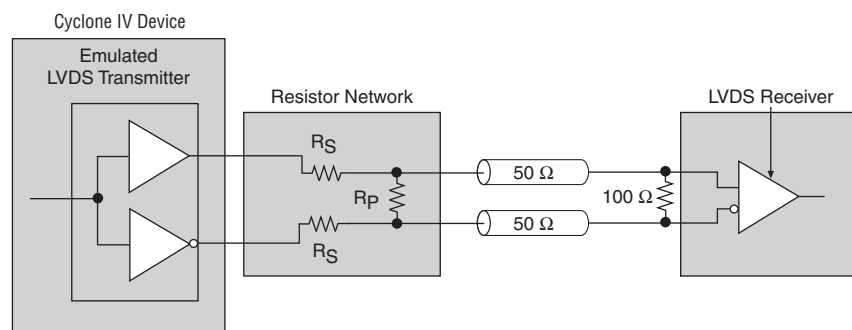 Cyclone IV Device
Emulated
LVDS Transmitter
Resistor Network
LVDS Receiver
RS
RP
RS
50 Ω
50 Ω
100 Ω